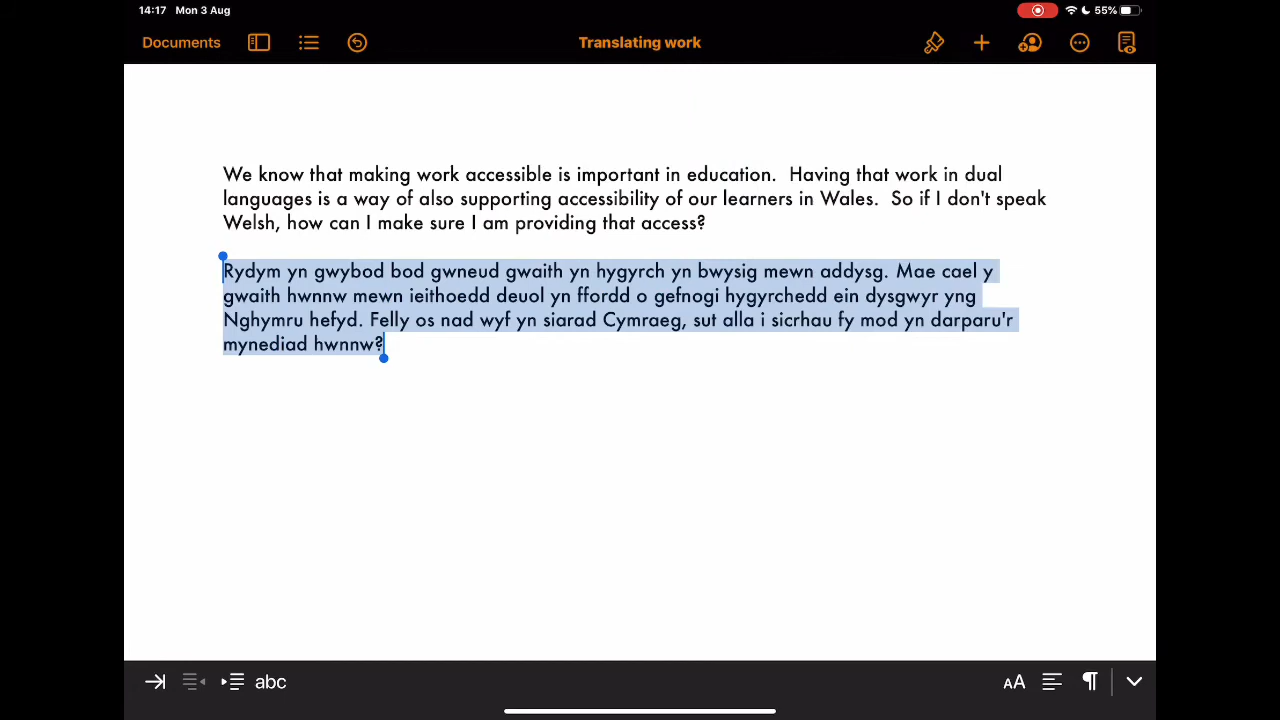 14:17 Mon 3 Aug 55%
Documents Translating work
We know that making work accessible is important in education.  Having that work in dual
languages is a way of also supporting accessibility of our learners in Wales.  So if I don't speak
Welsh, how can I make sure I am providing that access?
Rydym yn gwybod bod gwneud gwaith yn hygyrch yn bwysig mewn addysg. Mae cael y
gwaith hwnnw mewn ieithoedd deuol yn ffordd o gefnogi hygyrchedd ein dysgwyr yng
Nghymru hefyd. Felly os nad wyf yn siarad Cymraeg, sut alla i sicrhau fy mod yn darparu'r
mynediad hwnnw?
abc AA